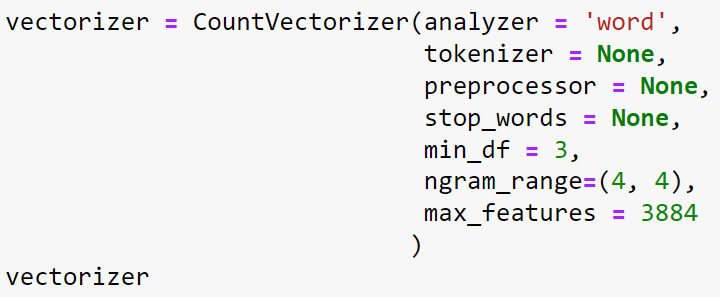 vectorizer = CountVectorizer(analyzer = 'word',
                             tokenizer = None,
                             preprocessor = None,
                             stop_words = None,
                             min_df = 3,
                             ngram_range=(4, 4),
                             max_features = 3884
                            )
vectorizer